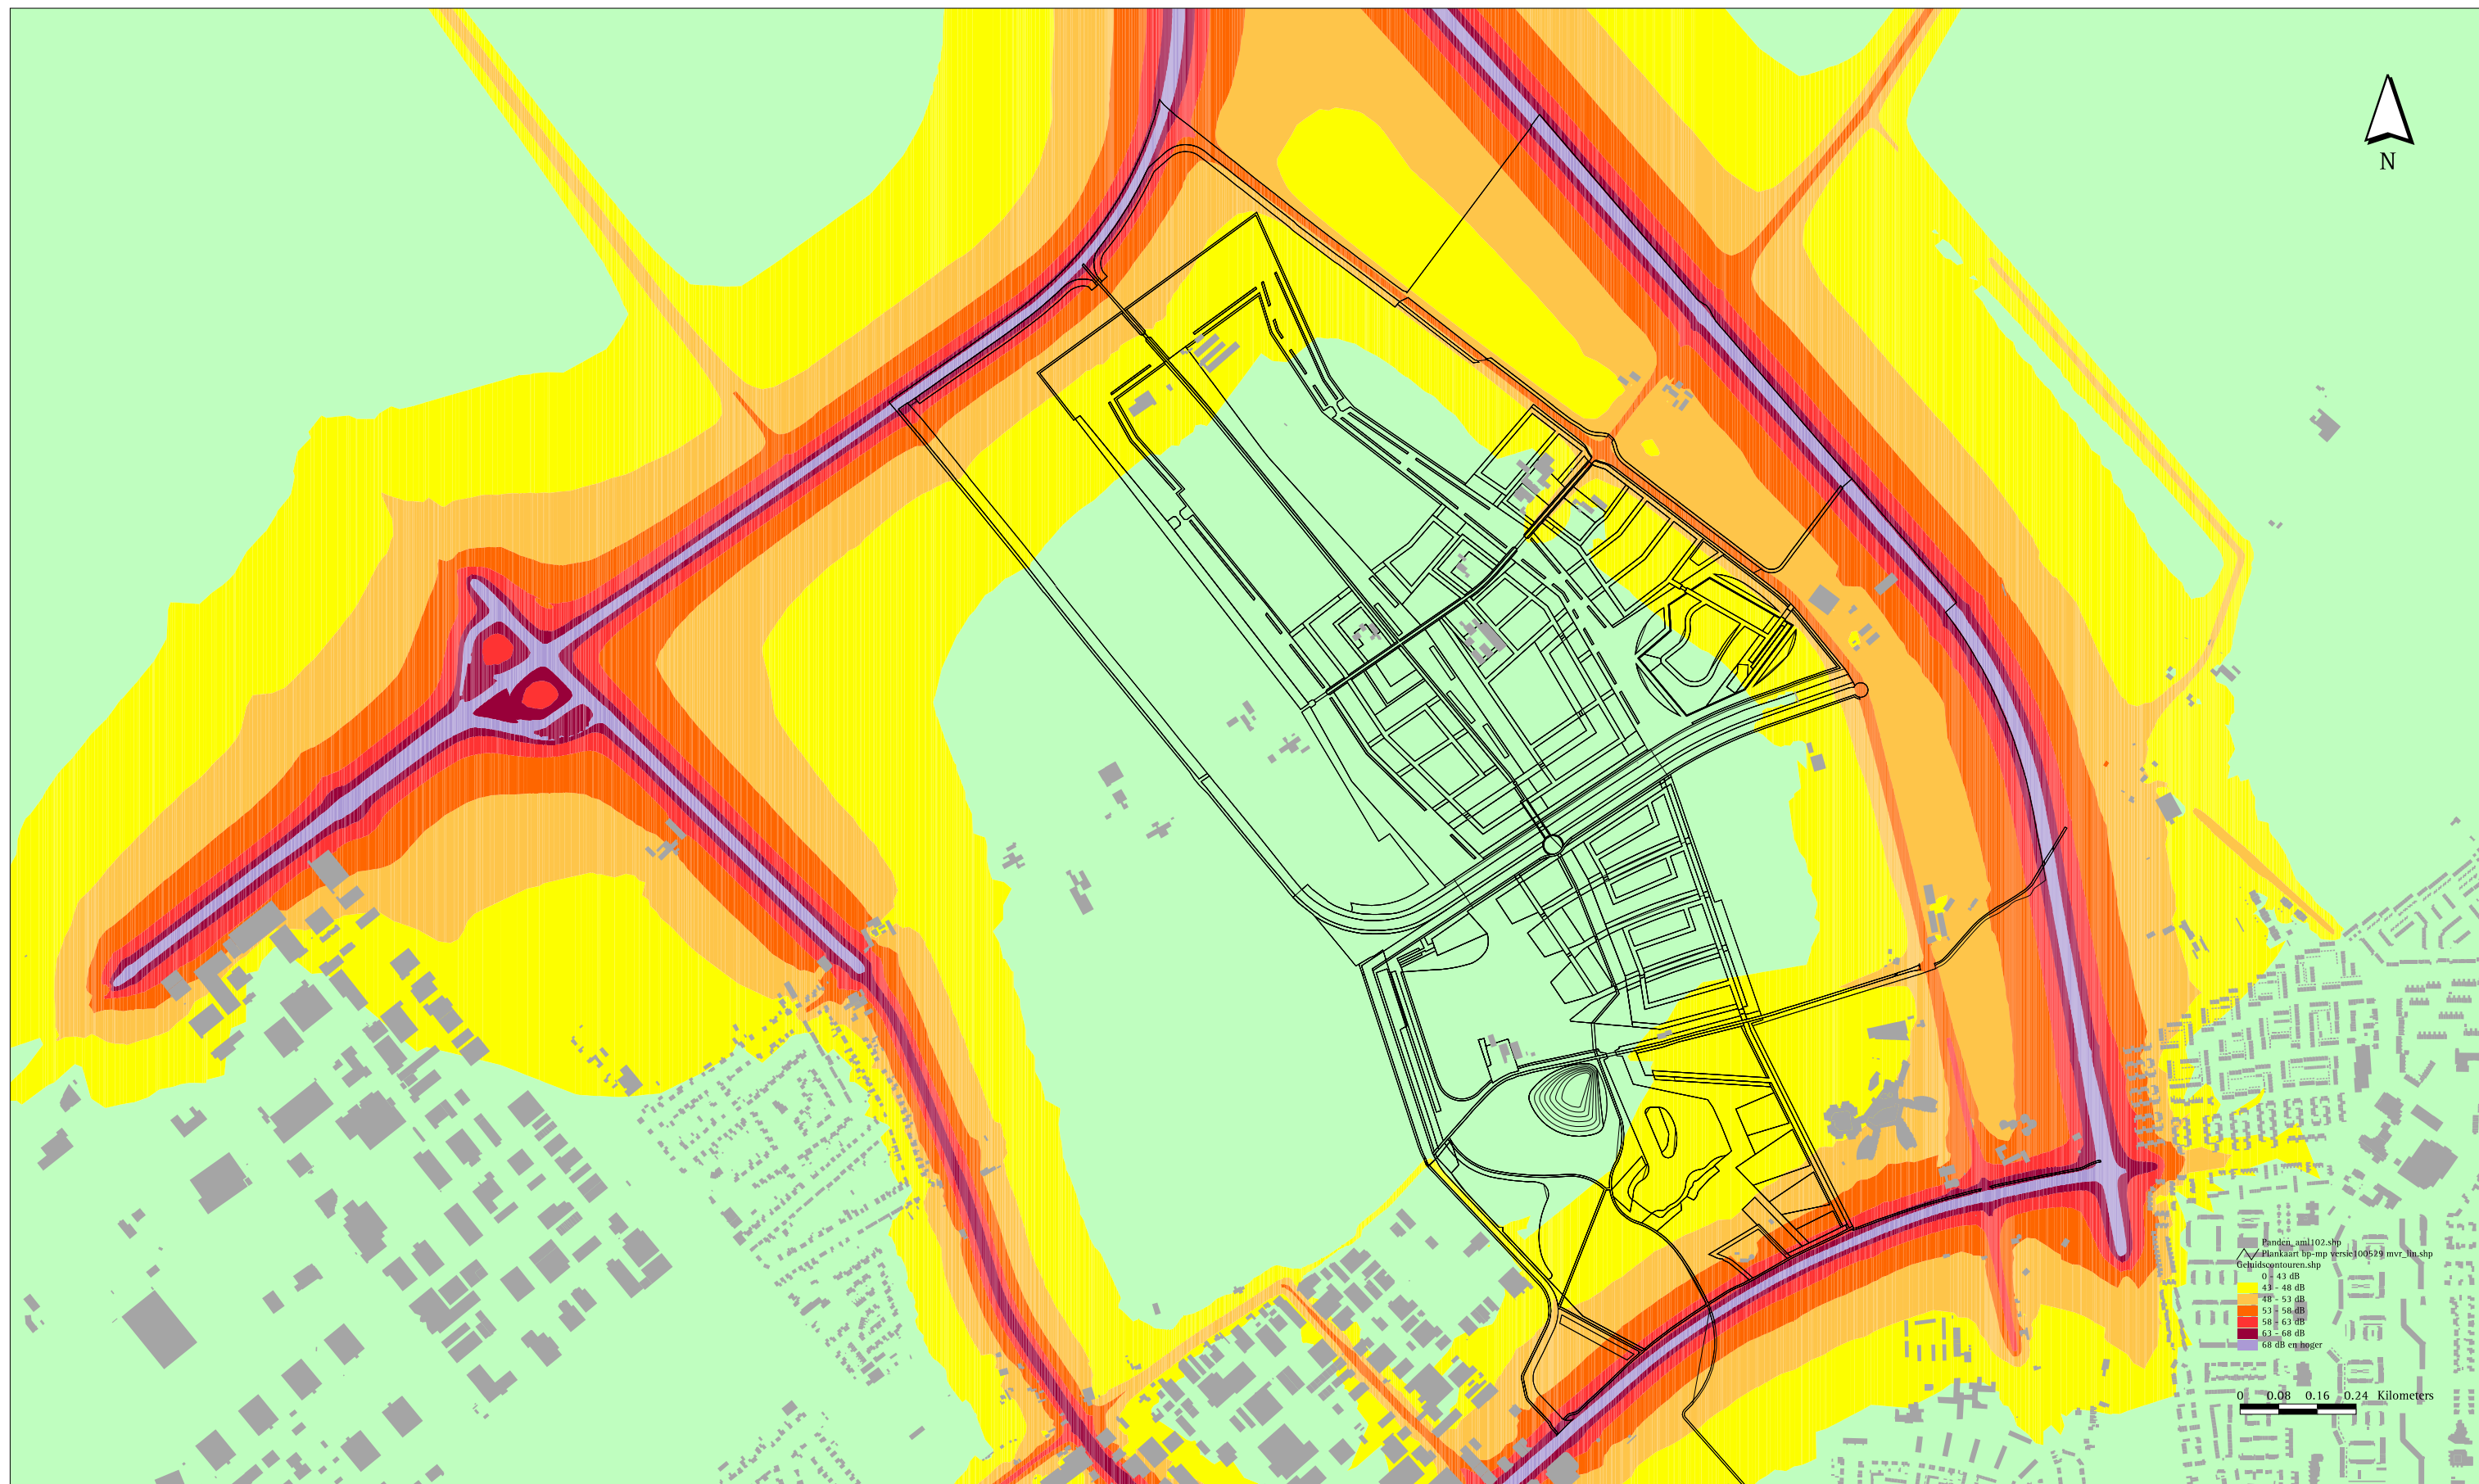 N
Panden_aml102.shp
Plankaart bp-mp versie100529 mvr_lin.shp
Geluidscontouren.shp
0 - 43 dB
43 - 48 dB
48 - 53 dB
53 - 58 dB
58 - 63 dB
63 - 68 dB
68 dB en hoger
0 0.08 0.16 0.24 Kilometers